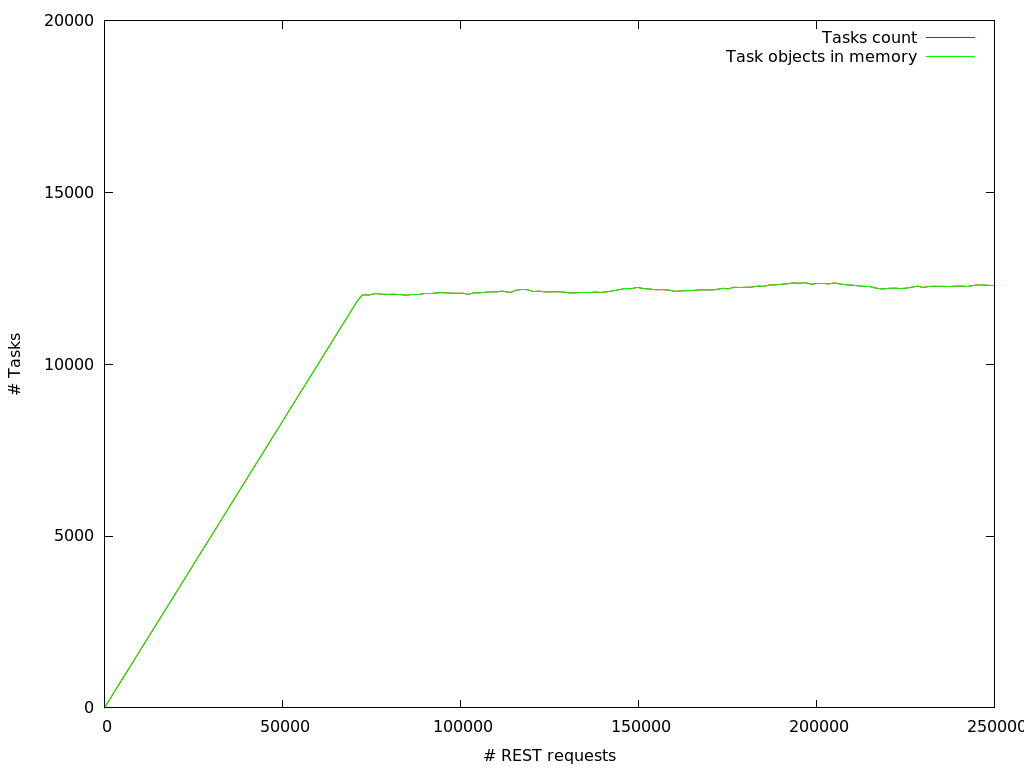 20000
15000
10000
5000
0
# Tasks
Tasks count
Task objects in memory
0 50000 100000 150000 200000 250000
# REST requests